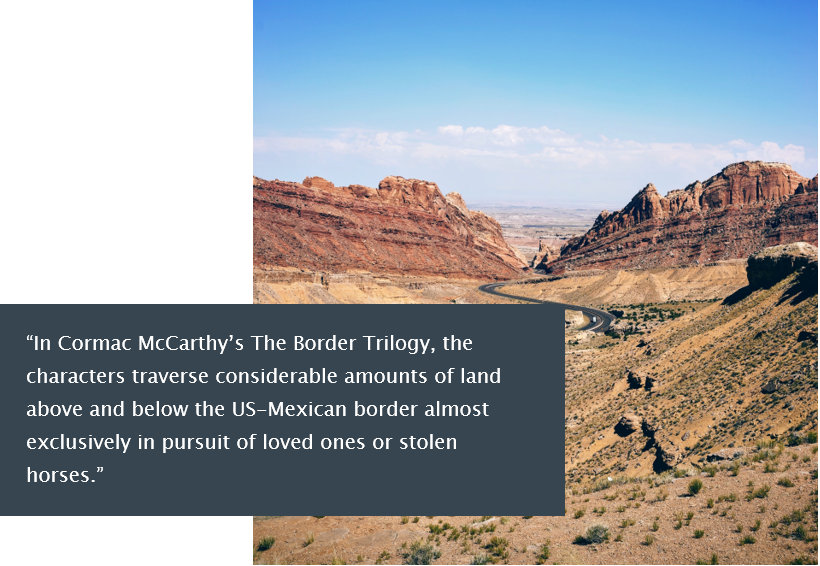 “In Cormac McCarthy’s The Border Trilogy, the
characters traverse considerable amounts of land
above and below the US-Mexican border almost
exclusively in pursuit of loved ones or stolen
horses.”